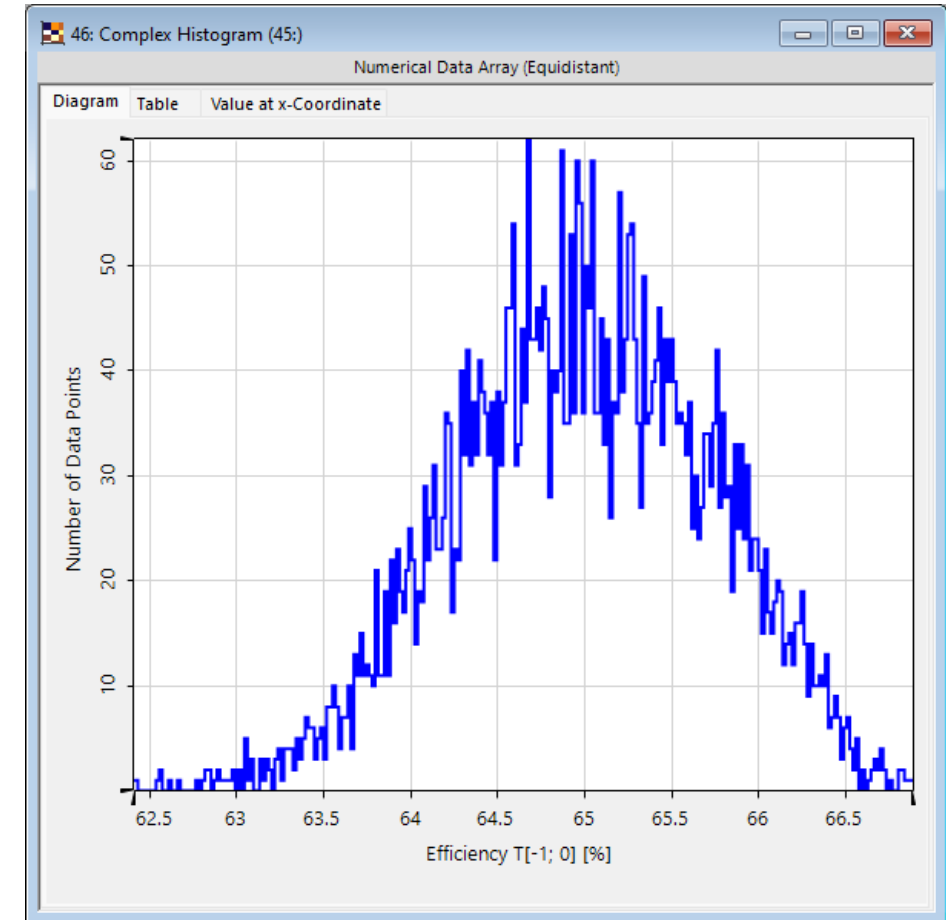 46: Complex Histogram (45:)
Numerical Data Array (Equidistant)
Diagram Table Value at x-Coordinate
60
50
40
30
20
10
Number of Data Points
62.5 63 63.5 64 64.5 65 65.5 66 66.5
Efficiency T[-1; 0] [%]